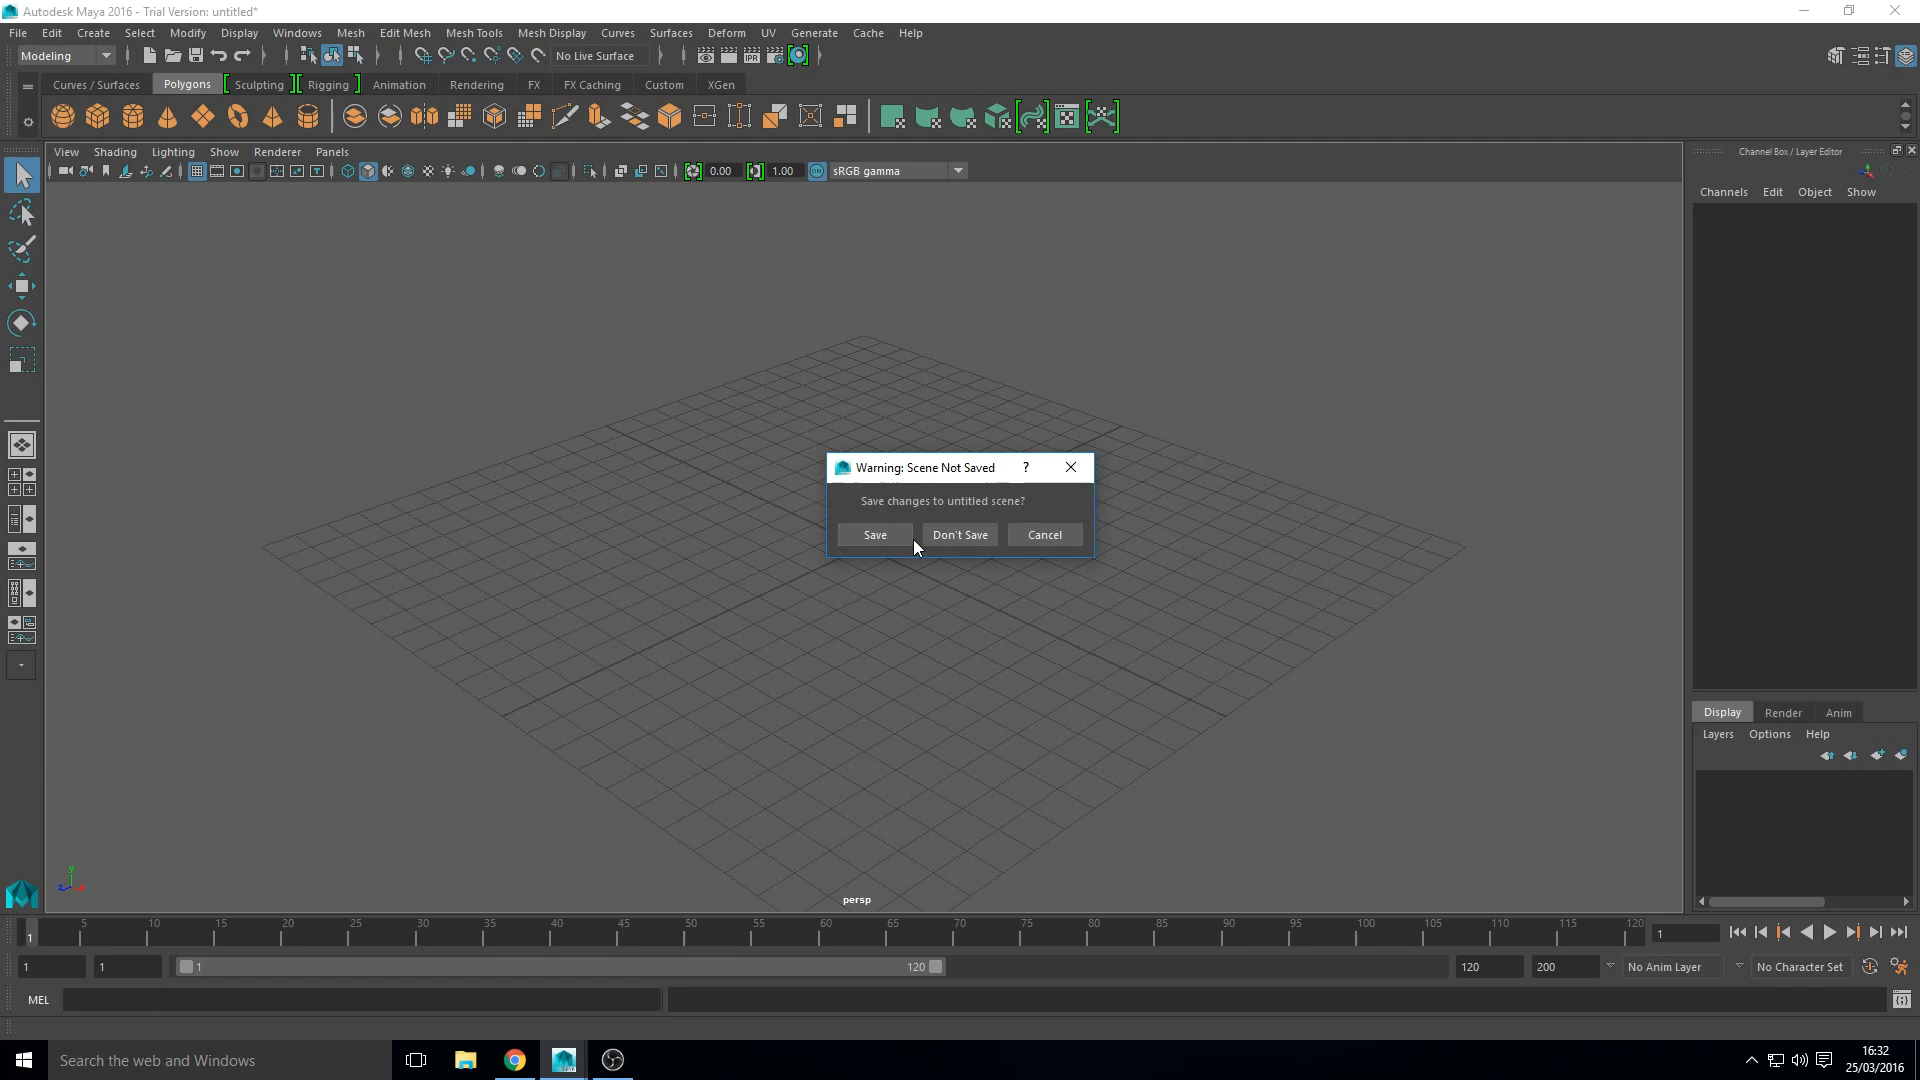 Autodesk Maya 2016 - Trial Version: untitled*
File Edit Create Select Modify Display Windows Mesh Edit Mesh Mesh Tools Mesh Display Curves Surfaces Deform UV Generate Cache Help
Modeling No Live Surface IPR
Curves / Surfaces Polygons Sculpting Rigging Animation Rendering FX FX Caching Custom XGen
View Shading Lighting Show Renderer Panels
0.00 1.00 ON sRGB gamma
Channel Box / Layer Editor
Channels Edit Object Show
Warning: Scene Not Saved ?
Save changes to untitled scene?
Save Don't Save Cancel
Display Render Anim
Layers Options Help
y
z
persp
1 5 10 15 20 25 30 35 40 45 50 55 60 65 70 75 80 85 90 95 100 105 110 115 120 1
1 1 1 120 120 200 No Anim Layer No Character Set
MEL
Search the web and Windows
16:32
25/03/2016